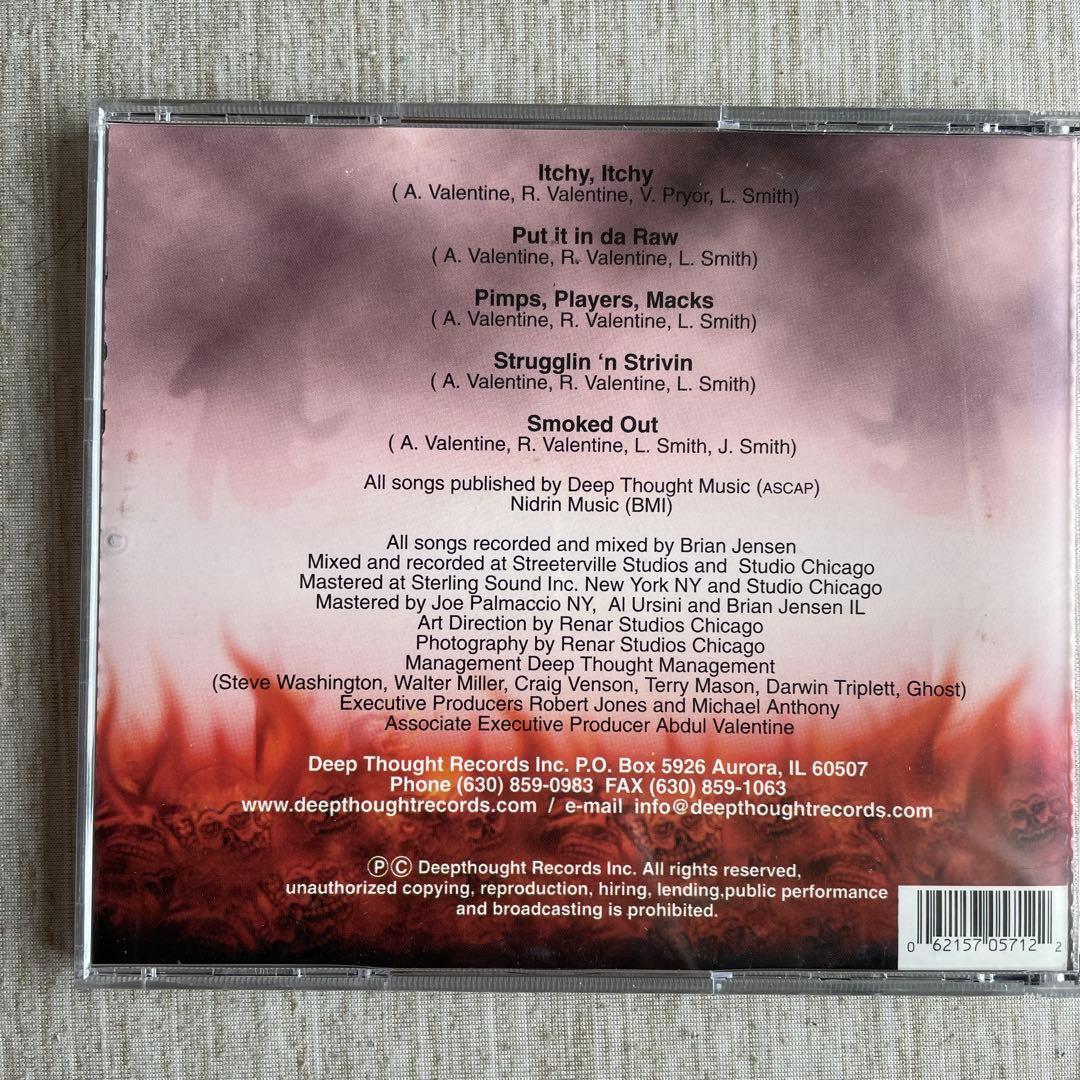 Itchy, Itchy
( A. Valentine, R. Valentine, V. Pryor, L. Smith)
Put it in da Raw
( A. Valentine, R. Valentine, L. Smith)
Pimps, Players, Macks
( A. Valentine, R. Valentine, L. Smith)
Strugglin ‘n Strivin
( A. Valentine, R. Valentine, L. Smith)
Smoked Out
( A. Valentine, R. Valentine, L. Smith, J. Smith)
All songs published by Deep Thought Music (ASCAP)
Nidrin Music (BMI)
All songs recorded and mixed by Brian Jensen
Mixed and recorded at Streeterville Studios and Studio Chicago
Mastered at Sterling Sound Inc. New York NY and Studio Chicago
Mastered by Joe Palmaccio NY, Al Ursini and Brian Jensen IL
Art Direction by Renar Studios Chicago
Photography by Renar Studios Chicago
Management Deep Thought Management
(Steve Washington, Walter Miller, Craig Venson, Terry Mason, Darwin Triplett, Ghost)
Executive Producers Robert Jones and Michael Anthony
Associate Executive Producer Abdul Valentine
Deep Thought Records Inc. P.O. Box 5926 Aurora, IL 60507
Phone (630) 859-0983 FAX (630) 859-1063
www.deepthoughtrecords.com / e-mail info@deepthoughtrecords.com
Ⓟ© Deepthought Records Inc. All rights reserved,
unauthorized copying, reproduction, hiring, lending,public performance
and broadcasting is prohibited.
0 62157 05712 2